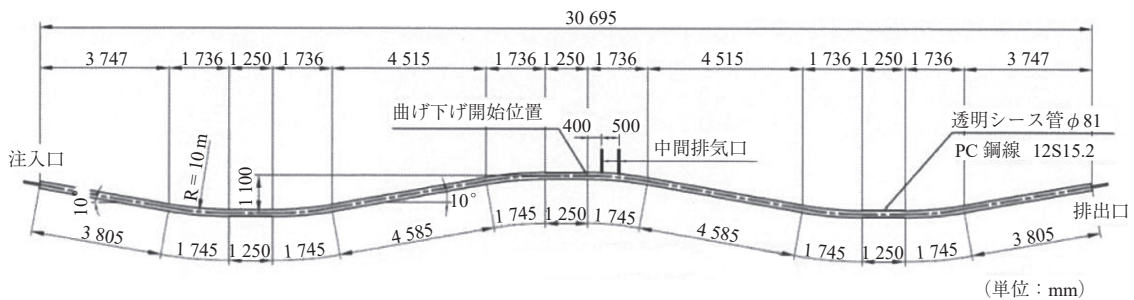 30 695
3 747 1 736 1 250 1 736 4 515 1 736 1 250 1 736 4 515 1 736 1 250 1 736 3 747
曲げ下げ開始位置
400 500
中間排気口
透明シース管φ81
PC 鋼線 12S15.2
注入口
R = 10 m
1 100
10°
10°
排出口
3 805 1 745 1 250 1 745 4 585 1 745 1 250 1 745 4 585 1 745 1 250 1 745 3 805
(単位：mm)